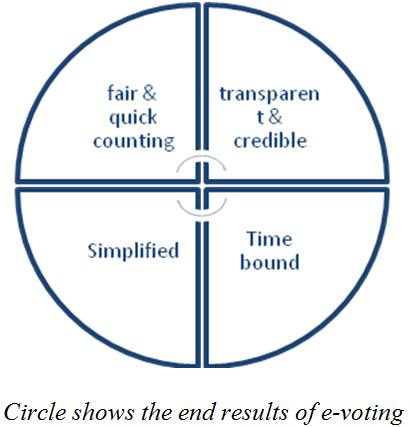 fair &
quick
counting
transparen
t &
credible
Simplified
Time
bound
Circle shows the end results of e-voting